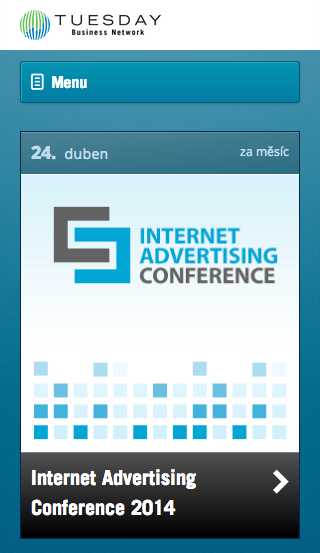 TUESDAY
Business Network
Menu
24. duben
za měsíc
INTERNET
ADVERTISING
CONFERENCE
Internet Advertising
Conference 2014